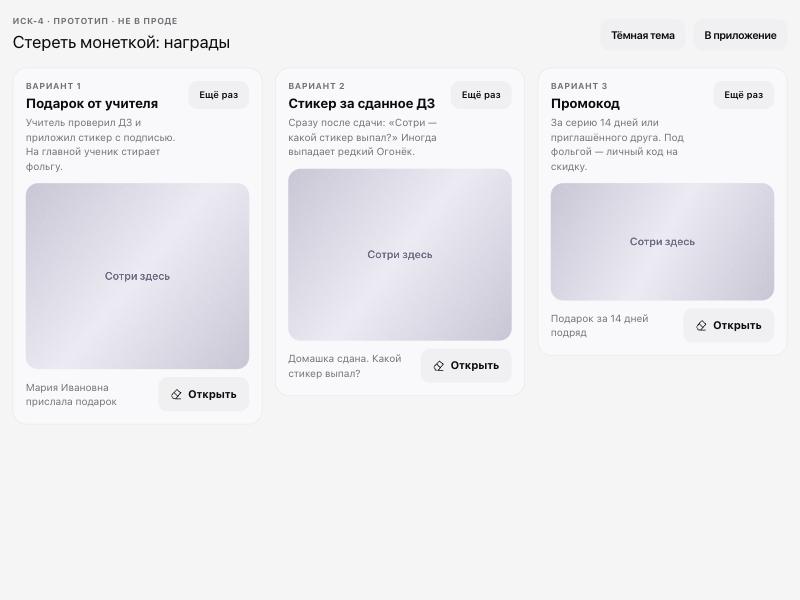 ИСК-4 · ПРОТОТИП · НЕ В ПРОДЕ
Стереть монеткой: награды
Тёмная тема
В приложение
ВАРИАНТ 1
Подарок от учителя
Ещё раз
Учитель проверил ДЗ и
приложил стикер с подписью.
На главной ученик стирает
фольгу.
Сотри здесь
Мария Ивановна
прислала подарок
Открыть
ВАРИАНТ 2
Стикер за сданное ДЗ
Ещё раз
Сразу после сдачи: «Сотри —
какой стикер выпал?» Иногда
выпадает редкий Огонёк.
Сотри здесь
Домашка сдана. Какой
стикер выпал?
Открыть
ВАРИАНТ 3
Промокод
Ещё раз
За серию 14 дней или
приглашённого друга. Под
фольгой — личный код на
скидку.
Сотри здесь
Подарок за 14 дней
подряд
Открыть